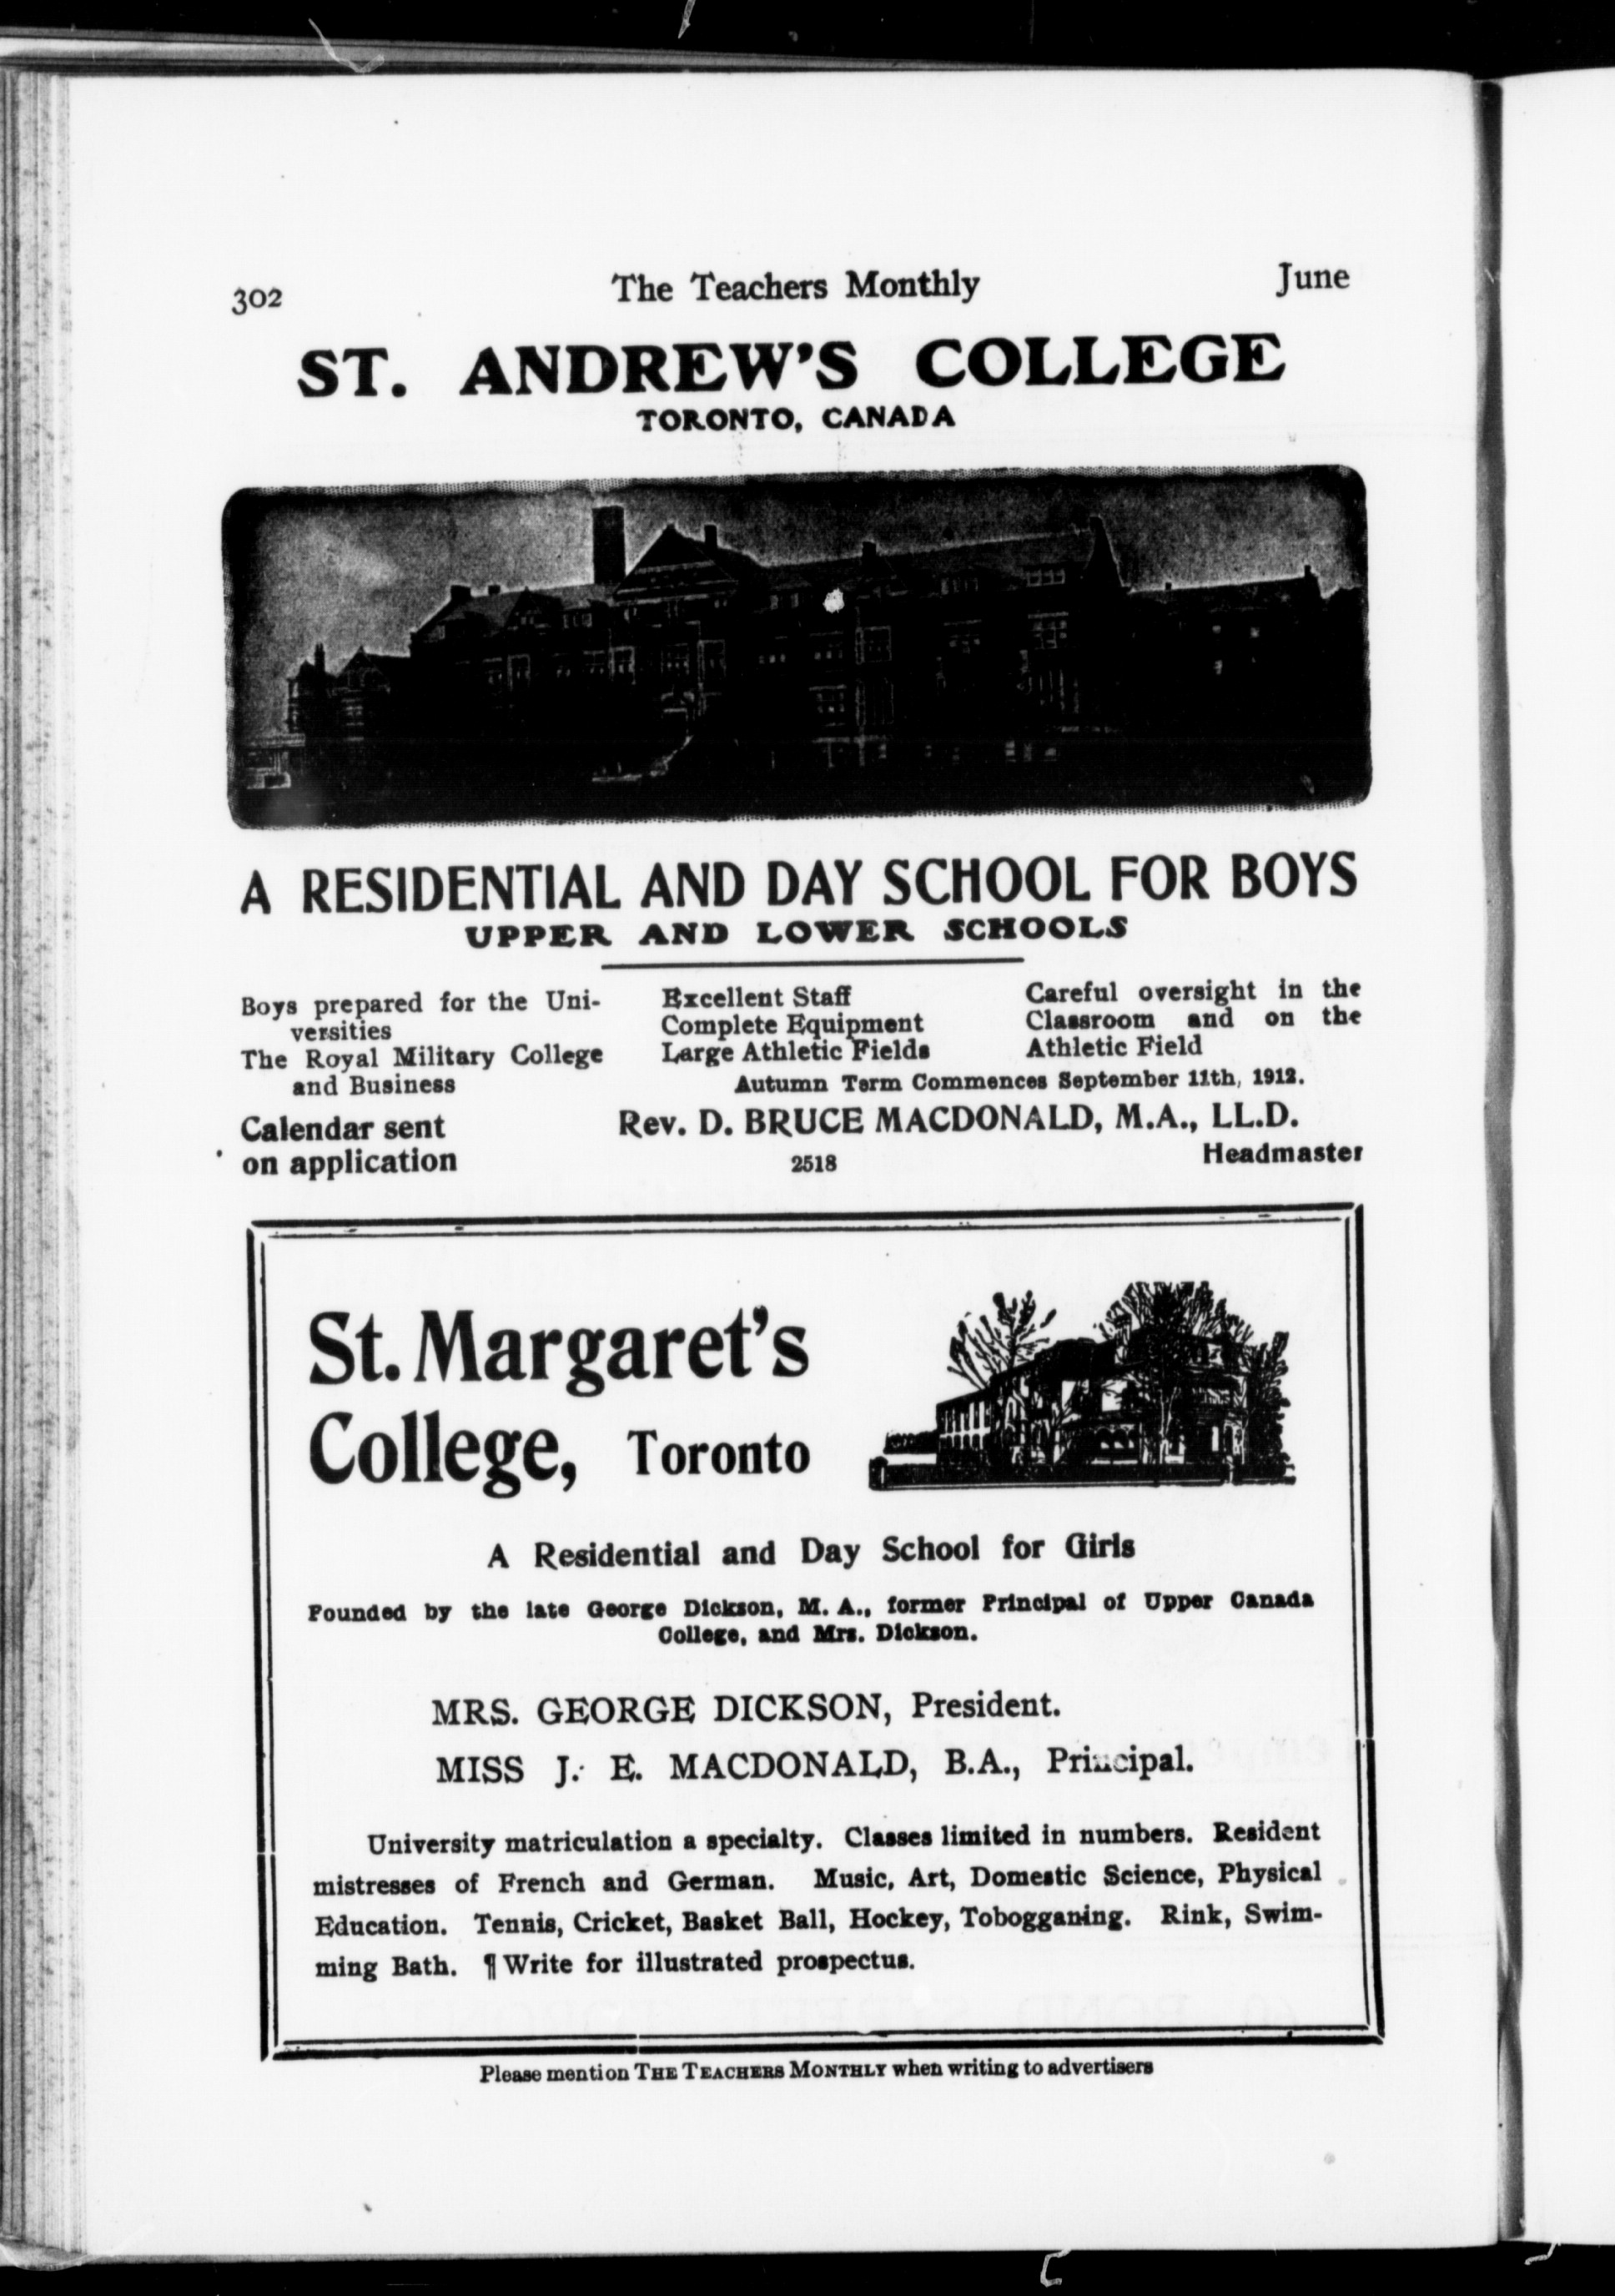 302 The Teachers Monthly June
ST. ANDREW'S COLLEGE
TORONTO, CANADA
A RESIDENTIAL AND DAY SCHOOL FOR BOYS
UPPER AND LOWER SCHOOLS
Boys prepared for the Uni-
versities
The Royal Military College
and Business
Excellent Staff
Complete Equipment
Large Athletic Fields
Careful oversight in the
Classroom and on the
Athletic Field
Autumn Term Commences September 11th, 1912.
Calendar sent
on application
Rev. D. BRUCE MACDONALD, M.A., LL.D.
2518 Headmaster
St. Margaret's
College, Toronto
A Residential and Day School for Girls
Founded by the late George Dickson, M. A., former Principal of Upper Canada
College, and Mrs. Dickson.
MRS. GEORGE DICKSON, President.
MISS J. E. MACDONALD, B.A., Principal.
University matriculation a specialty. Classes limited in numbers. Resident
mistresses of French and German. Music, Art, Domestic Science, Physical
Education. Tennis, Cricket, Basket Ball, Hockey, Tobogganing. Rink, Swim-
ming Bath. ¶ Write for illustrated prospectus.
Please mention THE TEACHERS MONTHLY when writing to advertisers